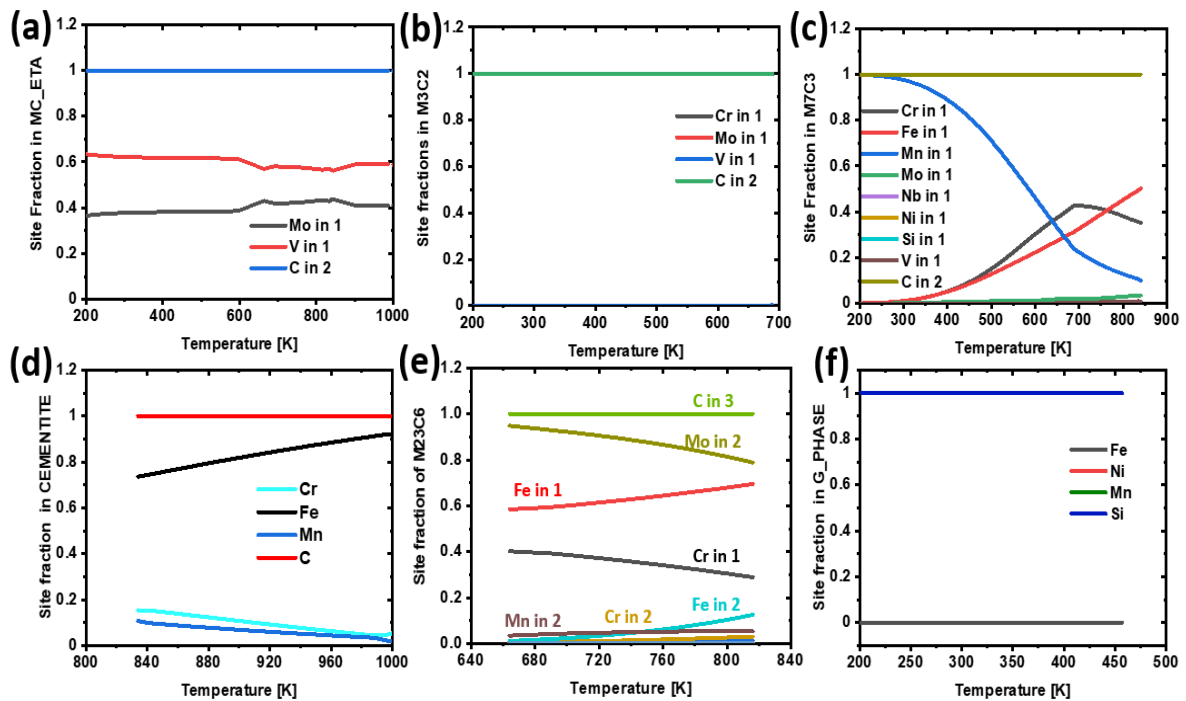 (a)
1.2
1
0.8
0.6
0.4
0.2
0
Site Fraction in MC_ETA
Mo in 1
V in 1
C in 2
200 400 600 800 1000
Temperature [K]
(b)
1.2
1
0.8
0.6
0.4
0.2
0
Site fractions in M3C2
Cr in 1
Mo in 1
V in 1
C in 2
200 300 400 500 600 700
Temperature [K]
(c)
1.2
1
0.8
0.6
0.4
0.2
0
Site Fraction in M7C3
Cr in 1
Fe in 1
Mn in 1
Mo in 1
Nb in 1
Ni in 1
Si in 1
V in 1
C in 2
200 300 400 500 600 700 800 900
Temperature [K]
(d)
1.2
1
0.8
0.6
0.4
0.2
0
Site fraction in CEMENTITE
Cr
Fe
Mn
C
800 840 880 920 960 1000
Temperature [K]
(e)
1.2
1.0
0.8
0.6
0.4
0.2
0.0
Site fraction of M23C6
C in 3
Mo in 2
Fe in 1
Cr in 1
Fe in 2
Mn in 2
Cr in 2
640 680 720 760 800 840
Temperature [K]
(f)
1
0.8
0.6
0.4
0.2
0
Site fraction in G_PHASE
Fe
Ni
Mn
Si
200 250 300 350 400 450 500
Temperature [K]